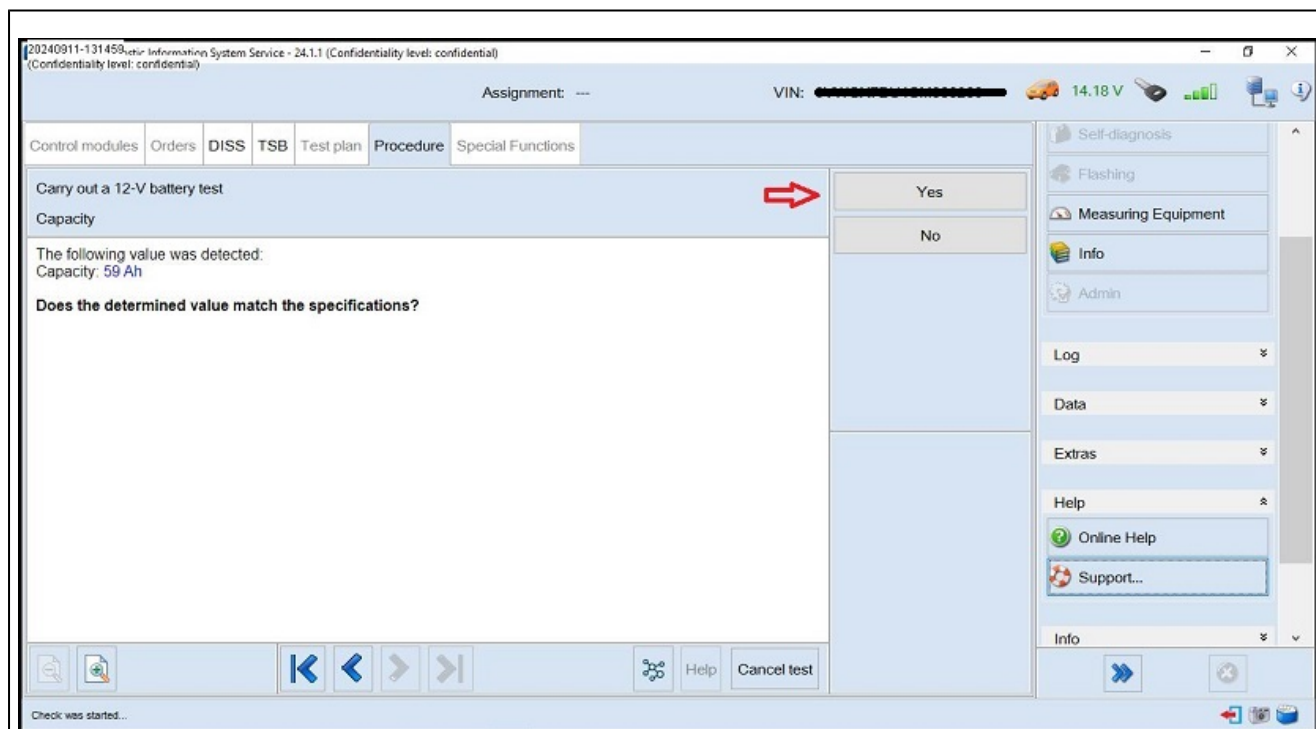 20240911-131459
stic Information System Service - 24.1.1 (Confidentiality level: confidential)
(Confidentiality level: confidential)
Assignment: ---
VIN:
14.18 V
Control modules
Orders
DISS
TSB
Test plan
Procedure
Special Functions
Carry out a 12-V battery test
Capacity
The following value was detected:
Capacity: 59 Ah
Does the determined value match the specifications?
Yes
No
Self-diagnosis
Flashing
Measuring Equipment
Info
Admin
Log
Data
Extras
Help
Online Help
Support...
Info
Help
Cancel test
Check was started...